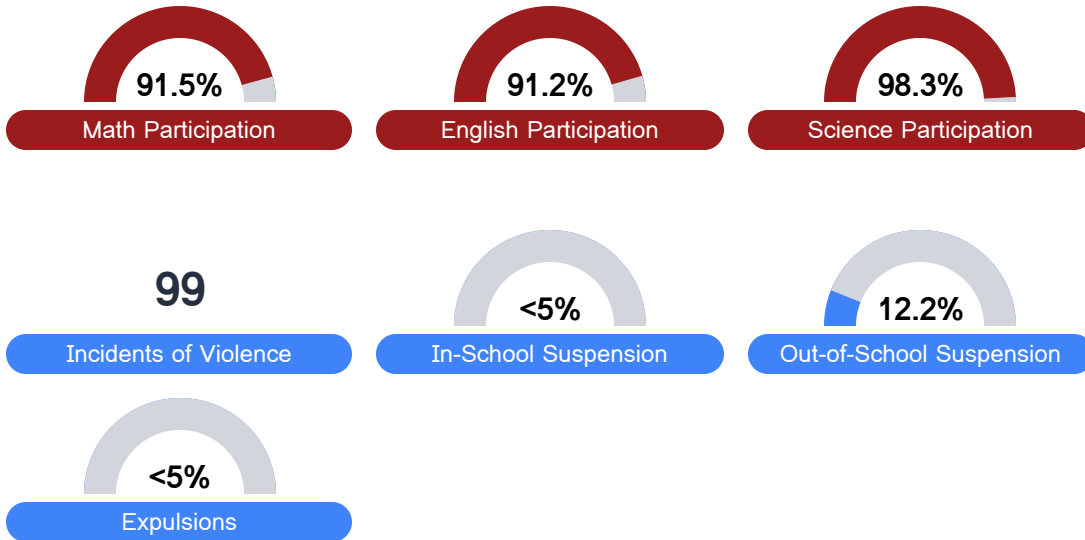 91.5%
Math Participation
91.2%
English Participation
98.3%
Science Participation
99
Incidents of Violence
<5%
In-School Suspension
12.2%
Out-of-School Suspension
<5%
Expulsions